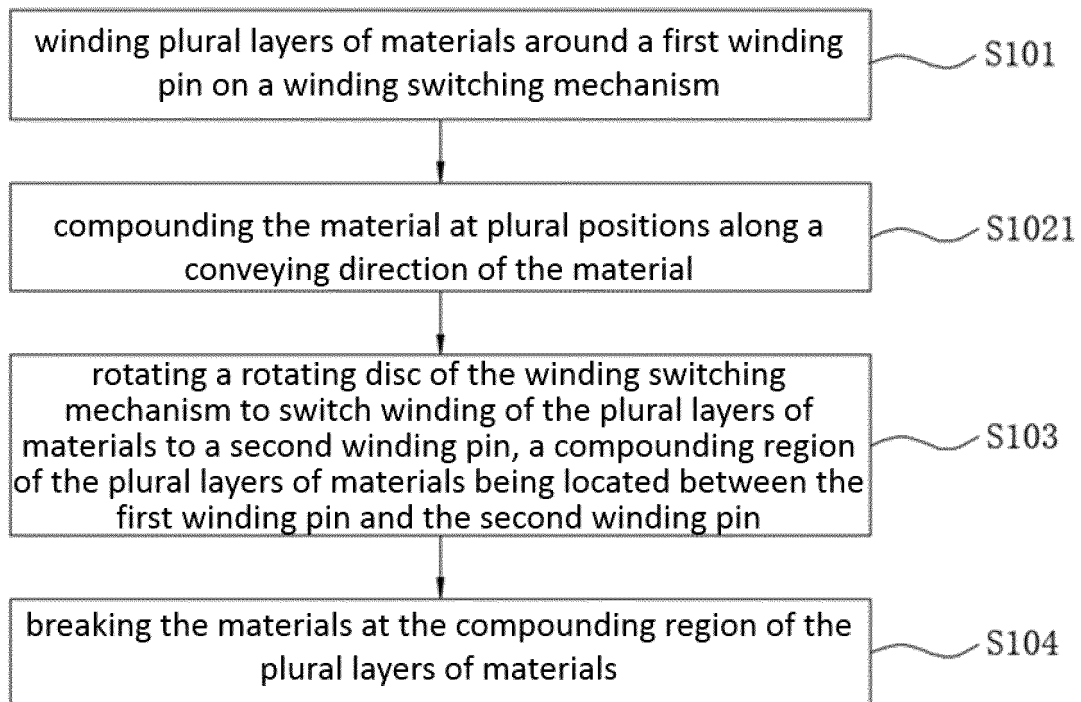 winding plural layers of materials around a first winding
pin on a winding switching mechanism
S101
compounding the material at plural positions along a
conveying direction of the material
S1021
rotating a rotating disc of the winding switching
mechanism to switch winding of the plural layers of
materials to a second winding pin, a compounding region
of the plural layers of materials being located between the
first winding pin and the second winding pin
S103
breaking the materials at the compounding region of the
plural layers of materials
S104